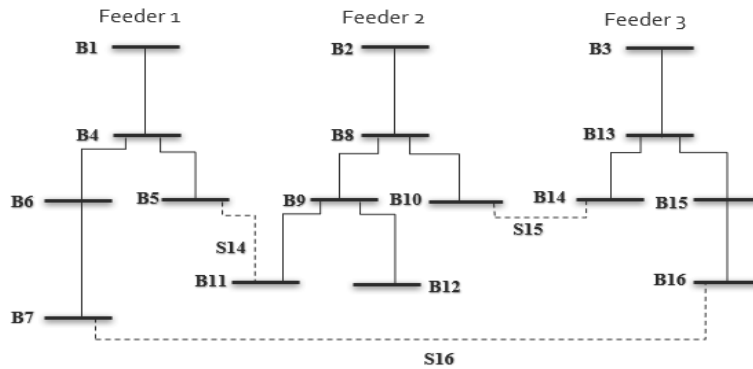 Feeder 1 Feeder 2 Feeder 3
B1 B2 B3
B4 B8 B13
B6 B5 B9 B10 B14 B15
S14 S15
B11 B12 B16
B7
S16